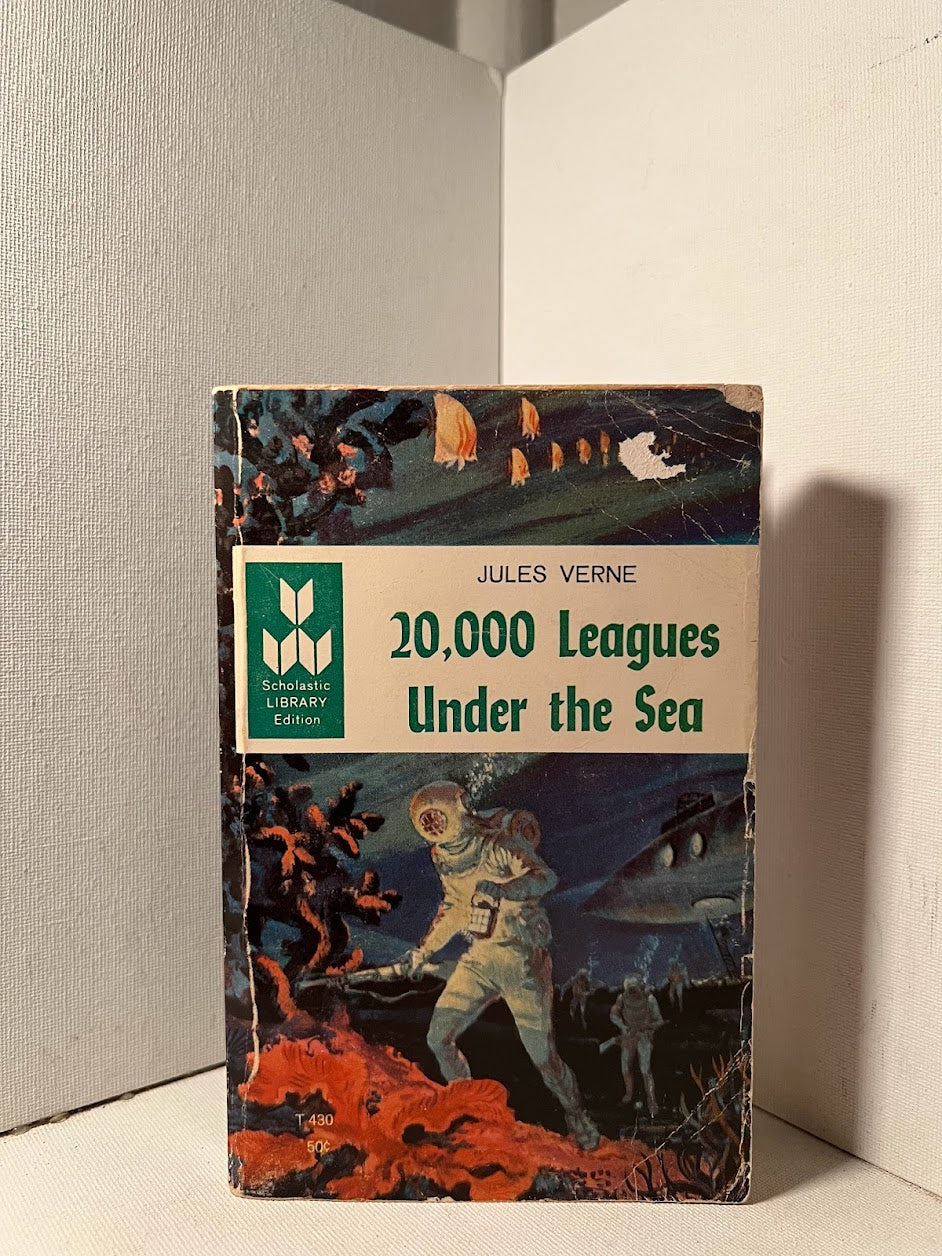 JULES VERNE
20,000 Leagues
Under the Sea
Scholastic
LIBRARY
Edition
T 430
50¢